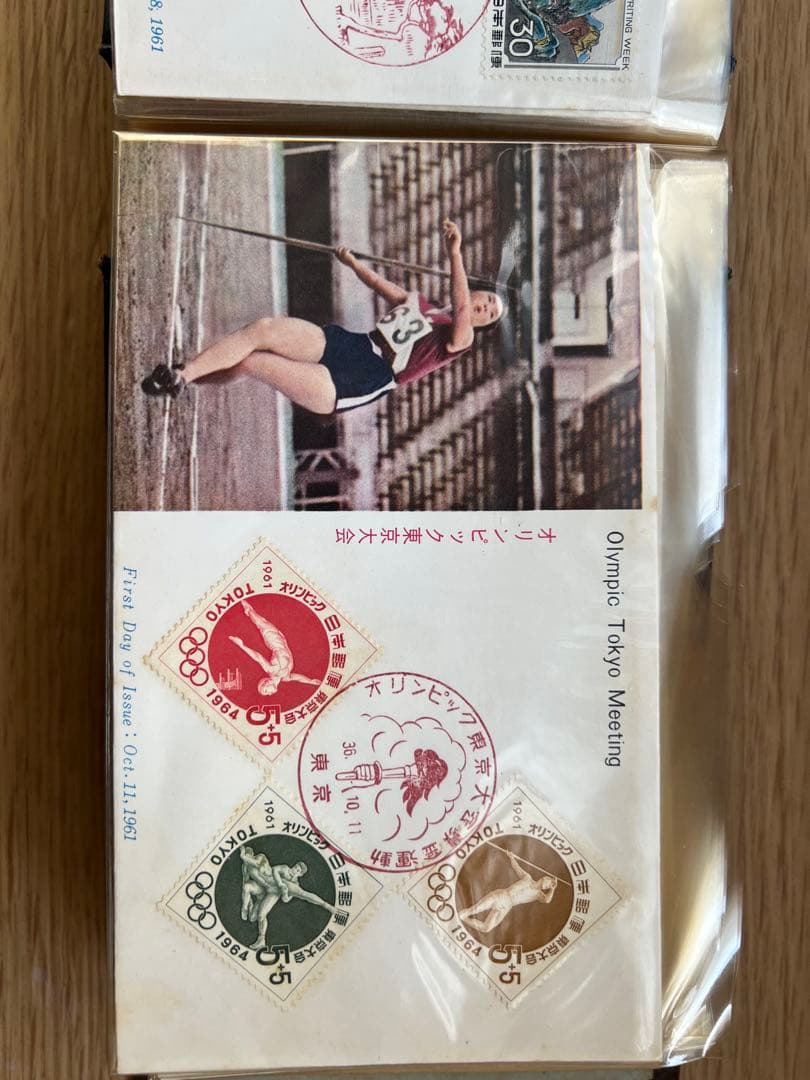 8, 1961
日本郵便
30
RITING WEEK
63
Olympic Tokyo Meeting
オリンピック東京大会
1961
オリンピック
東京大会
日本郵便
TOKYO
1964
5+5
オリンピック東京大会募金運動
36.10.11
東京
1961
オリンピック
東京大会
日本郵便
TOKYO
1964
5+5
1961
オリンピック
東京大会
日本郵便
TOKYO
1964
5+5
First Day of Issue : Oct. 11, 1961